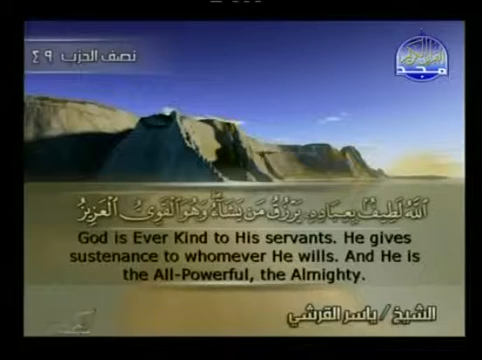 نصف الحزب ٤٩
مجد
اللَّهُ لَطِيفٌ بِعِبَادِهِ يَرْزُقُ مَن يَشَاءُ وَهُوَ الْقَوِيُّ الْعَزِيزُ
God is Ever Kind to His servants. He gives
sustenance to whomever He wills. And He is
the All-Powerful, the Almighty.
الشيخ / ياسر القرشي